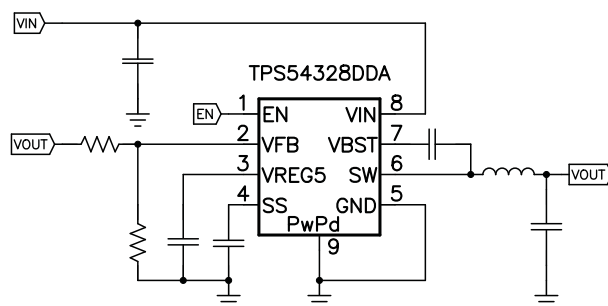 VIN
TPS54328DDA
1 EN VIN 8
EN
VOUT
2 VFB VBST 7
3 VREG5 SW 6
VOUT
4 SS GND 5
PwPd
9